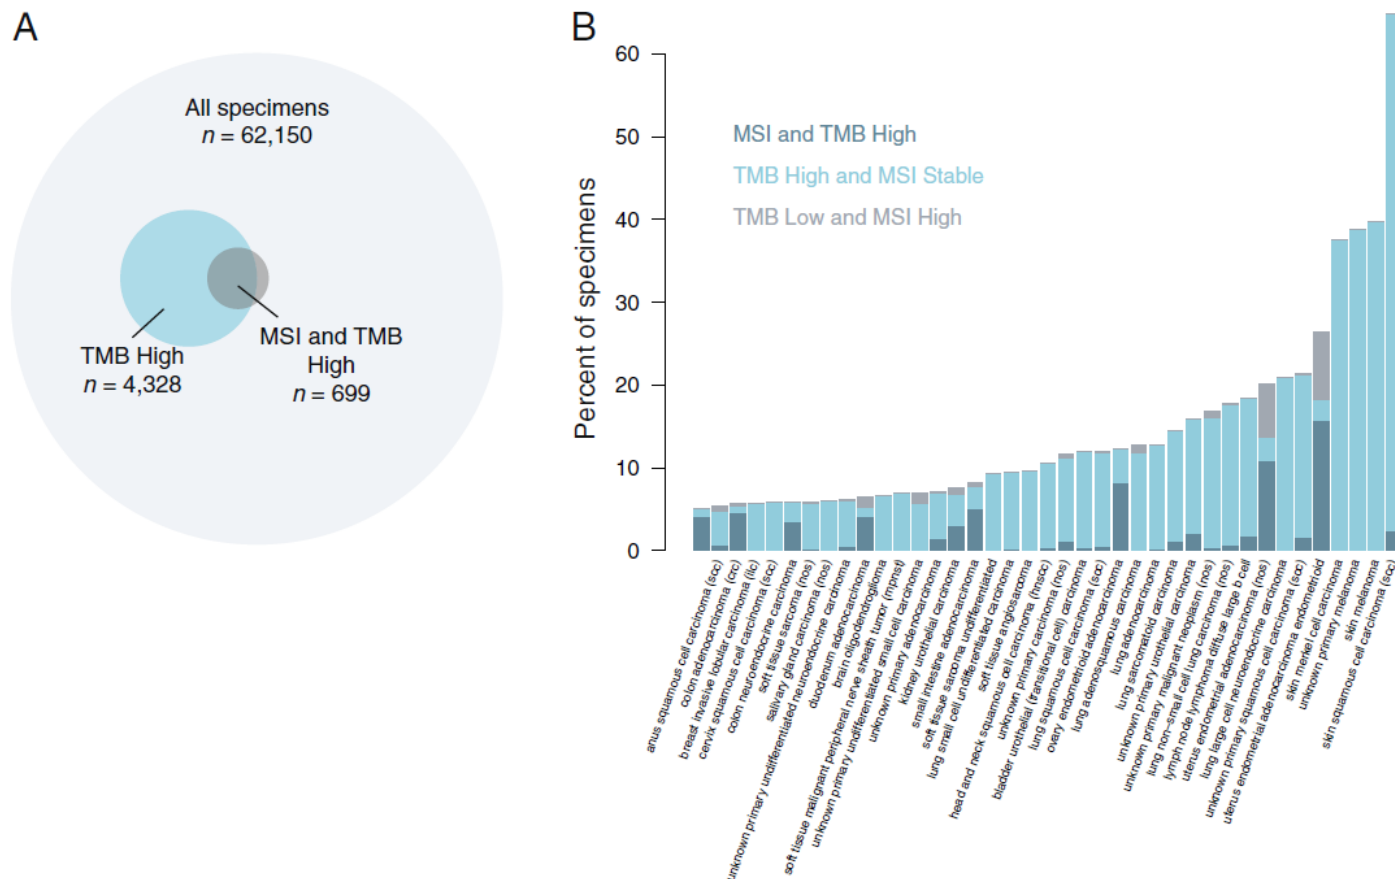 A
All specimens
n = 62,150
TMB High
n = 4,328
MSI and TMB
High
n = 699
B
Percent of specimens
60
50
40
30
20
10
0
MSI and TMB High
TMB High and MSI Stable
TMB Low and MSI High
anus squamous cell carcinoma (scc)
colon adenocarcinoma (crc)
breast invasive lobular carcinoma (ilc)
cervix squamous cell carcinoma (scc)
colon neuroendocrine carcinoma
soft tissue sarcoma (nos)
salivary gland carcinoma (nos)
unknown primary undifferentiated neuroendocrine carcinoma
duodenum adenocarcinoma
brain oligodendroglioma
soft tissue malignant peripheral nerve sheath tumor (mpnst)
unknown primary undifferentiated small cell carcinoma
unknown primary adenocarcinoma
kidney urothelial carcinoma
small intestine adenocarcinoma
soft tissue sarcoma undifferentiated
lung small cell undifferentiated carcinoma
soft tissue angiosarcoma
head and neck squamous cell carcinoma (hnscc)
unknown primary carcinoma (nos)
bladder urothelial (transitional cell) carcinoma
lung squamous cell carcinoma (scc)
ovary endometrioid adenocarcinoma
lung adenosquamous carcinoma
lung adenocarcinoma
lung sarcomatoid carcinoma
unknown primary urothelial carcinoma
unknown primary malignant neoplasm (nos)
lung non-small cell lung carcinoma (nos)
lymph node lymphoma diffuse large b cell
uterus endometrial adenocarcinoma (nos)
lung large cell neuroendocrine carcinoma
unknown primary squamous cell carcinoma (scc)
uterus endometrial adenocarcinoma endometrioid
skin merkel cell carcinoma
unknown primary melanoma
skin melanoma
skin squamous cell carcinoma (scc)